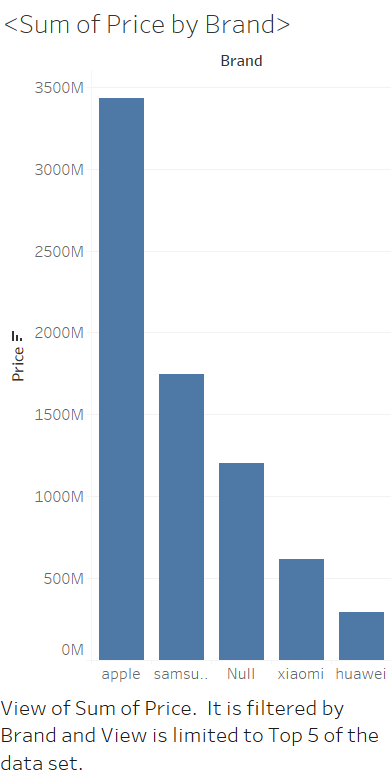 <Sum of Price by Brand>
Brand
3500M
3000M
2500M
2000M
1500M
1000M
500M
0M
Price
apple samsu.. Null xiaomi huawei
View of Sum of Price. It is filtered by
Brand and View is limited to Top 5 of the
data set.